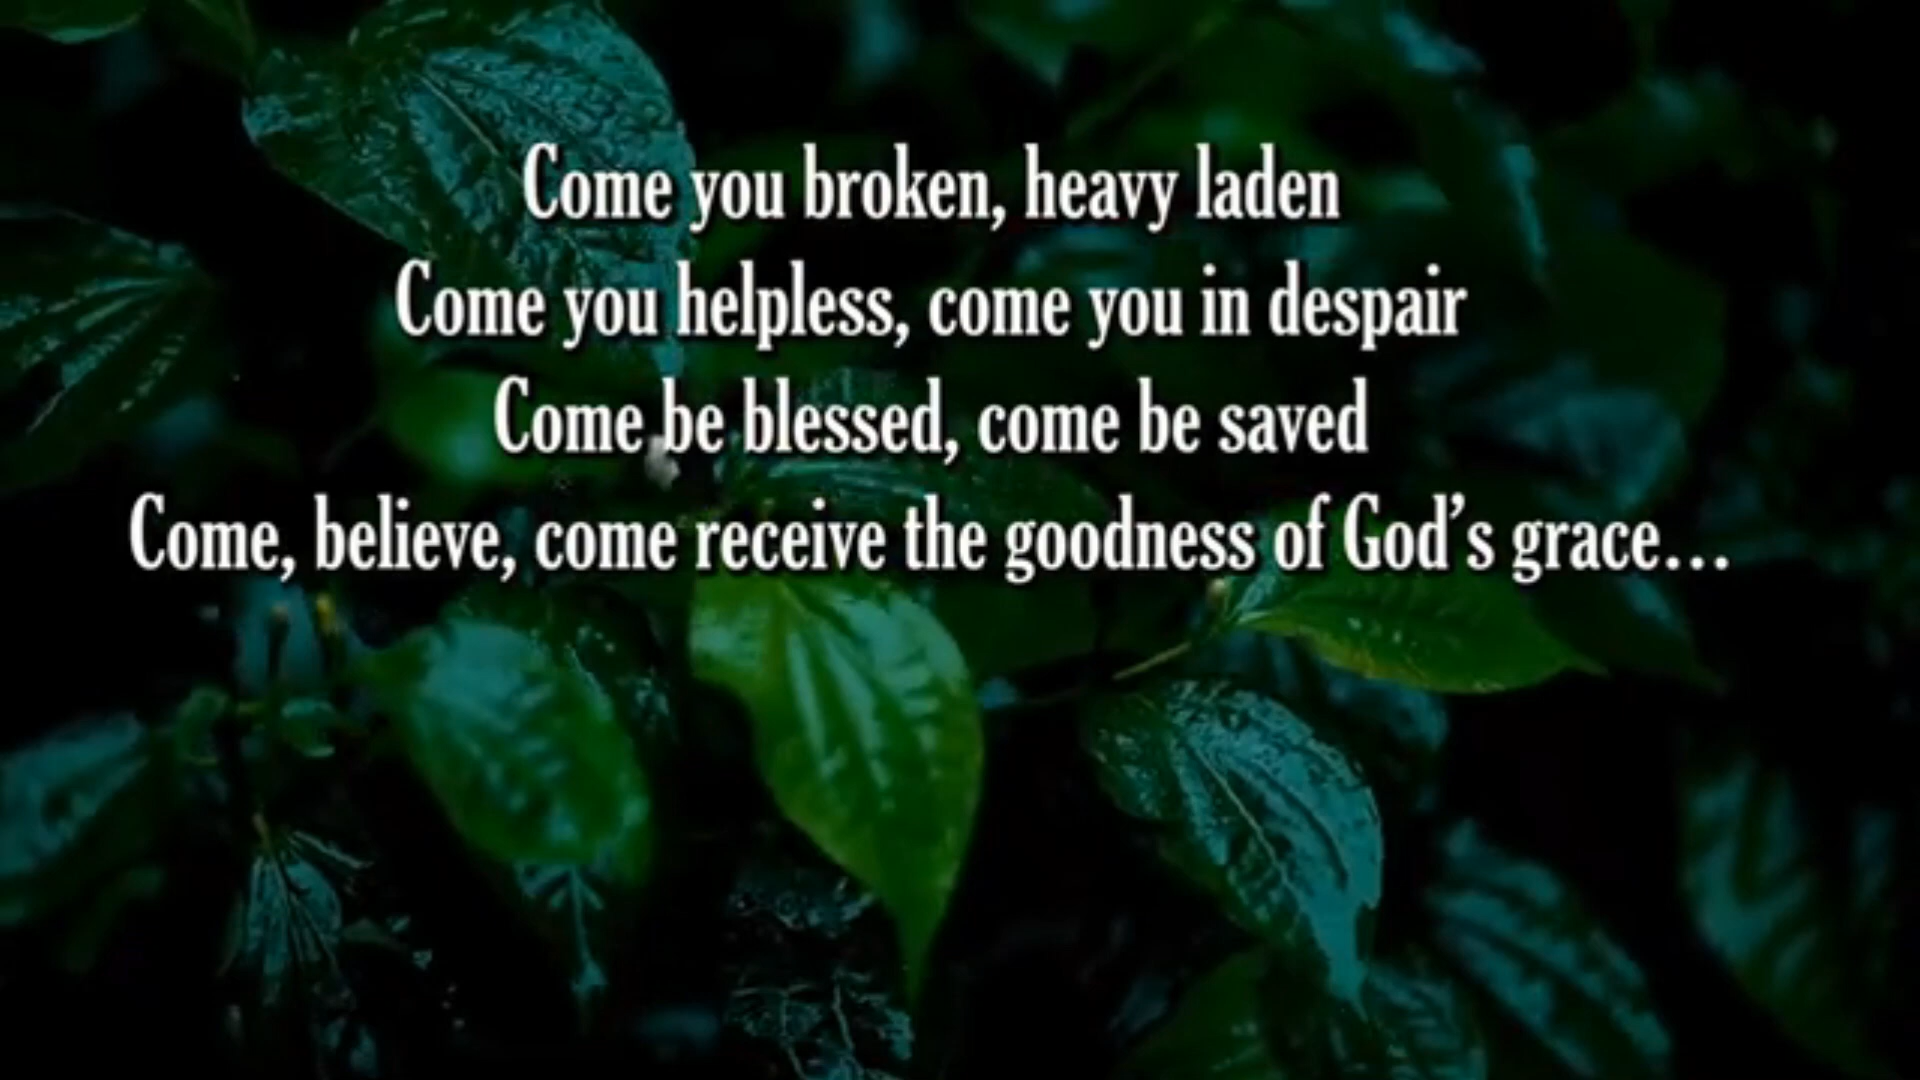 Come you broken, heavy laden
Come you helpless, come you in despair
Come be blessed, come be saved
Come, believe, come receive the goodness of God’s grace…